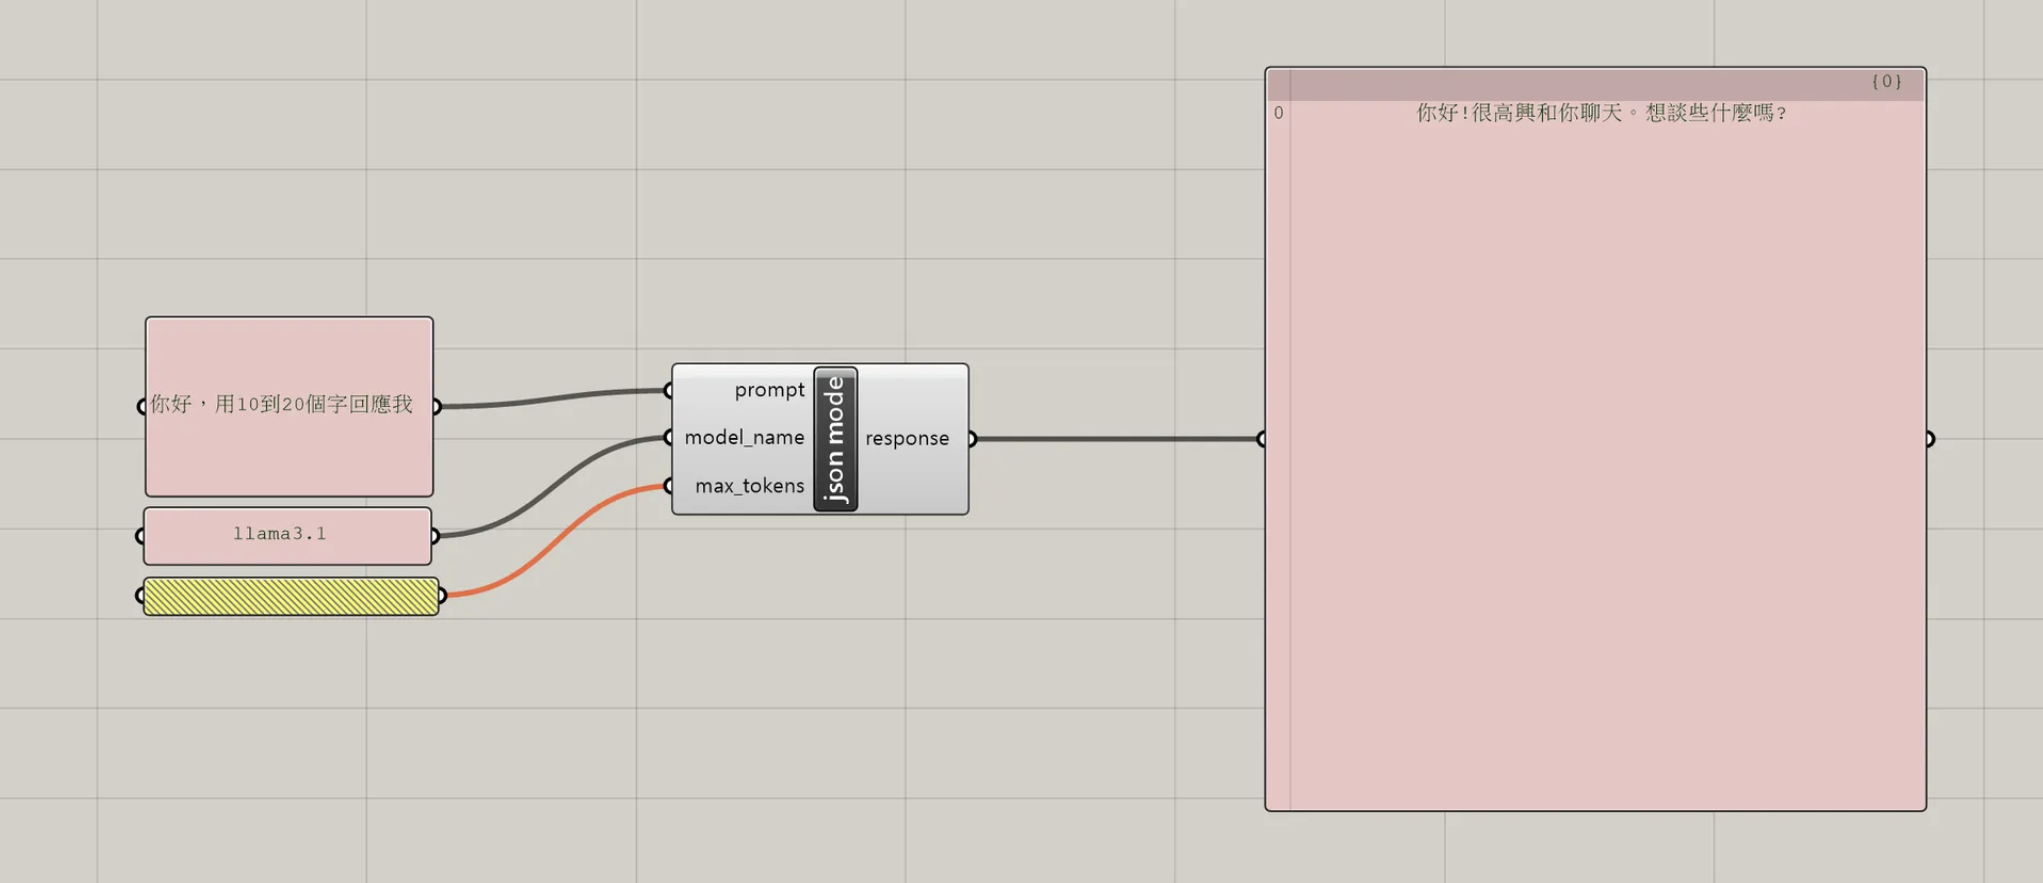 你好，用10到20個字回應我
llama3.1
prompt
model_name
max_tokens
json mode
response
{0}
0
你好!很高興和你聊天。想談些什麼嗎?